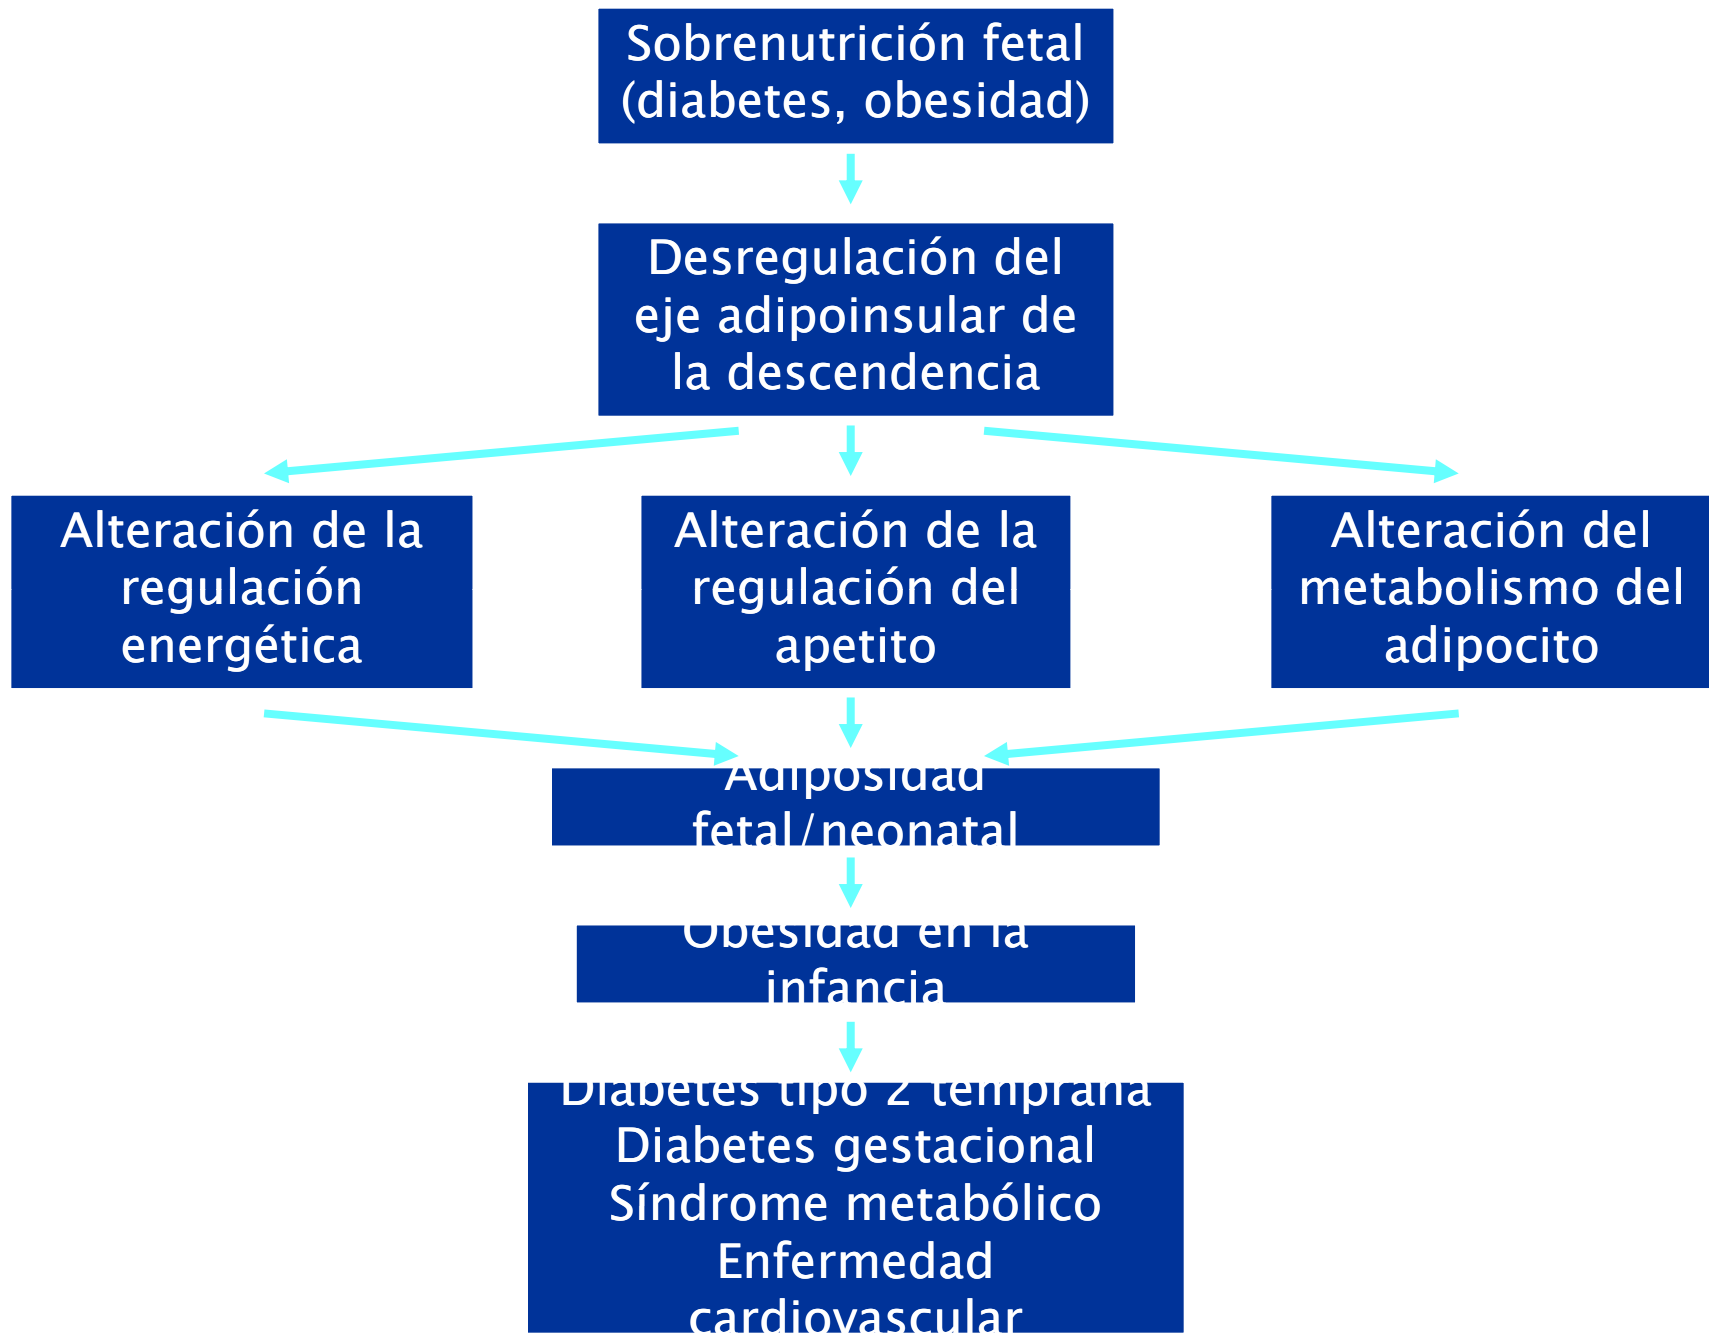 Sobrenutrición fetal
(diabetes, obesidad)
Desregulación del
eje adipoinsular de
la descendencia
Alteración de la
regulación
energética
Alteración de la
regulación del
apetito
Alteración del
metabolismo del
adipocito
Adiposidad
fetal/neonatal
Obesidad en la
infancia
Diabetes tipo 2 temprana
Diabetes gestacional
Síndrome metabólico
Enfermedad
cardiovascular